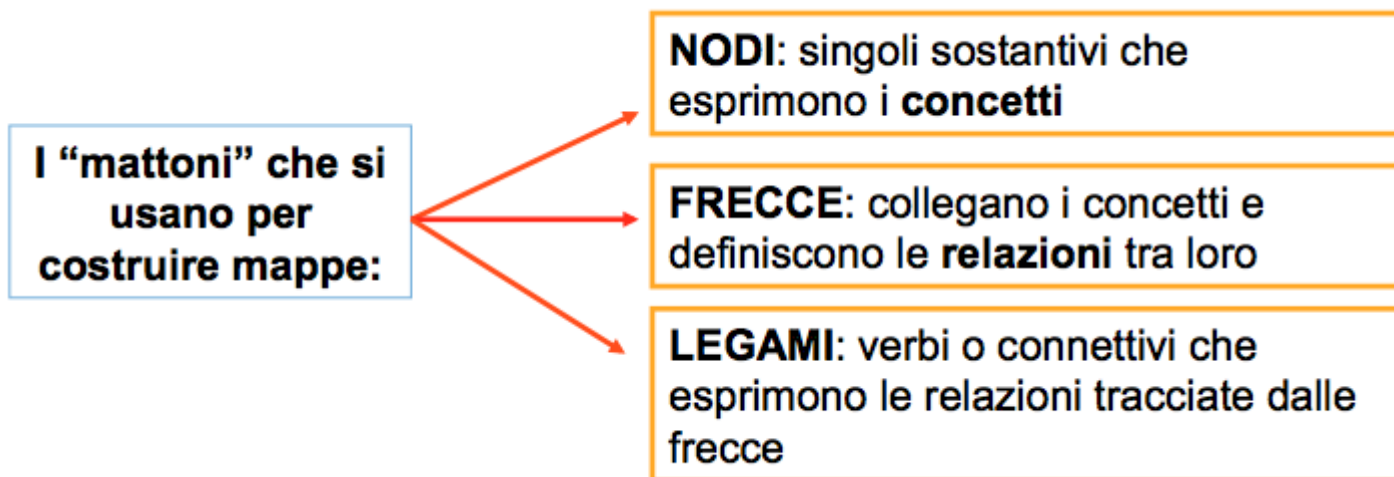 I “mattoni” che si
usano per
costruire mappe:
NODI: singoli sostantivi che
esprimono i concetti
FRECCE: collegano i concetti e
definiscono le relazioni tra loro
LEGAMI: verbi o connettivi che
esprimono le relazioni tracciate dalle
frecce